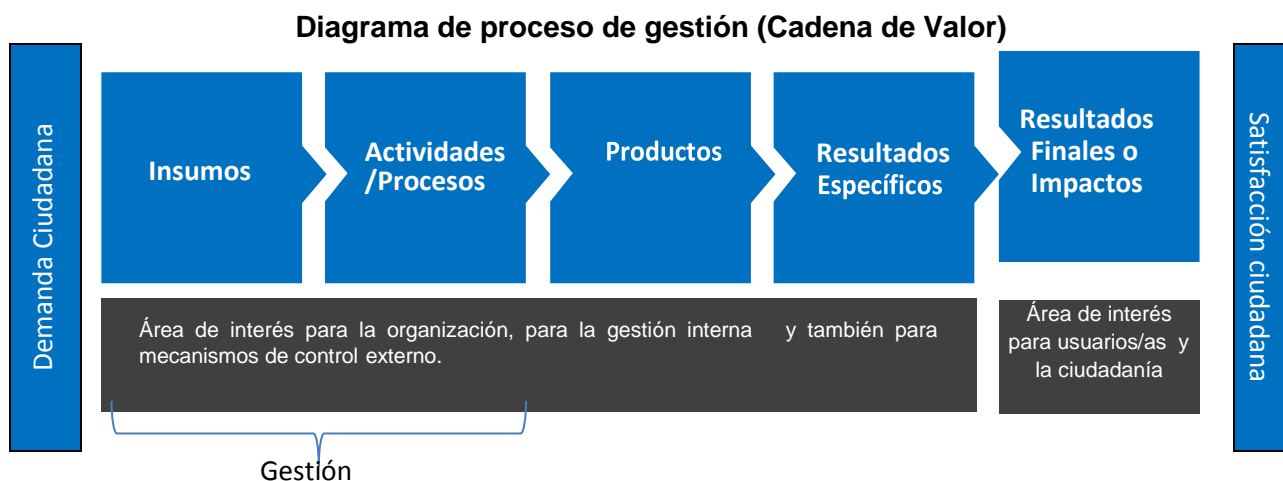 Diagrama de proceso de gestión (Cadena de Valor)
Demanda Ciudadana
Insumos
Actividades
/Procesos
Productos
Resultados
Específicos
Resultados
Finales o
Impactos
Satisfacción ciudadana
Área de interés para la organización, para la gestión interna y también para
mecanismos de control externo.
Área de interés
para usuarios/as y
la ciudadanía
Gestión